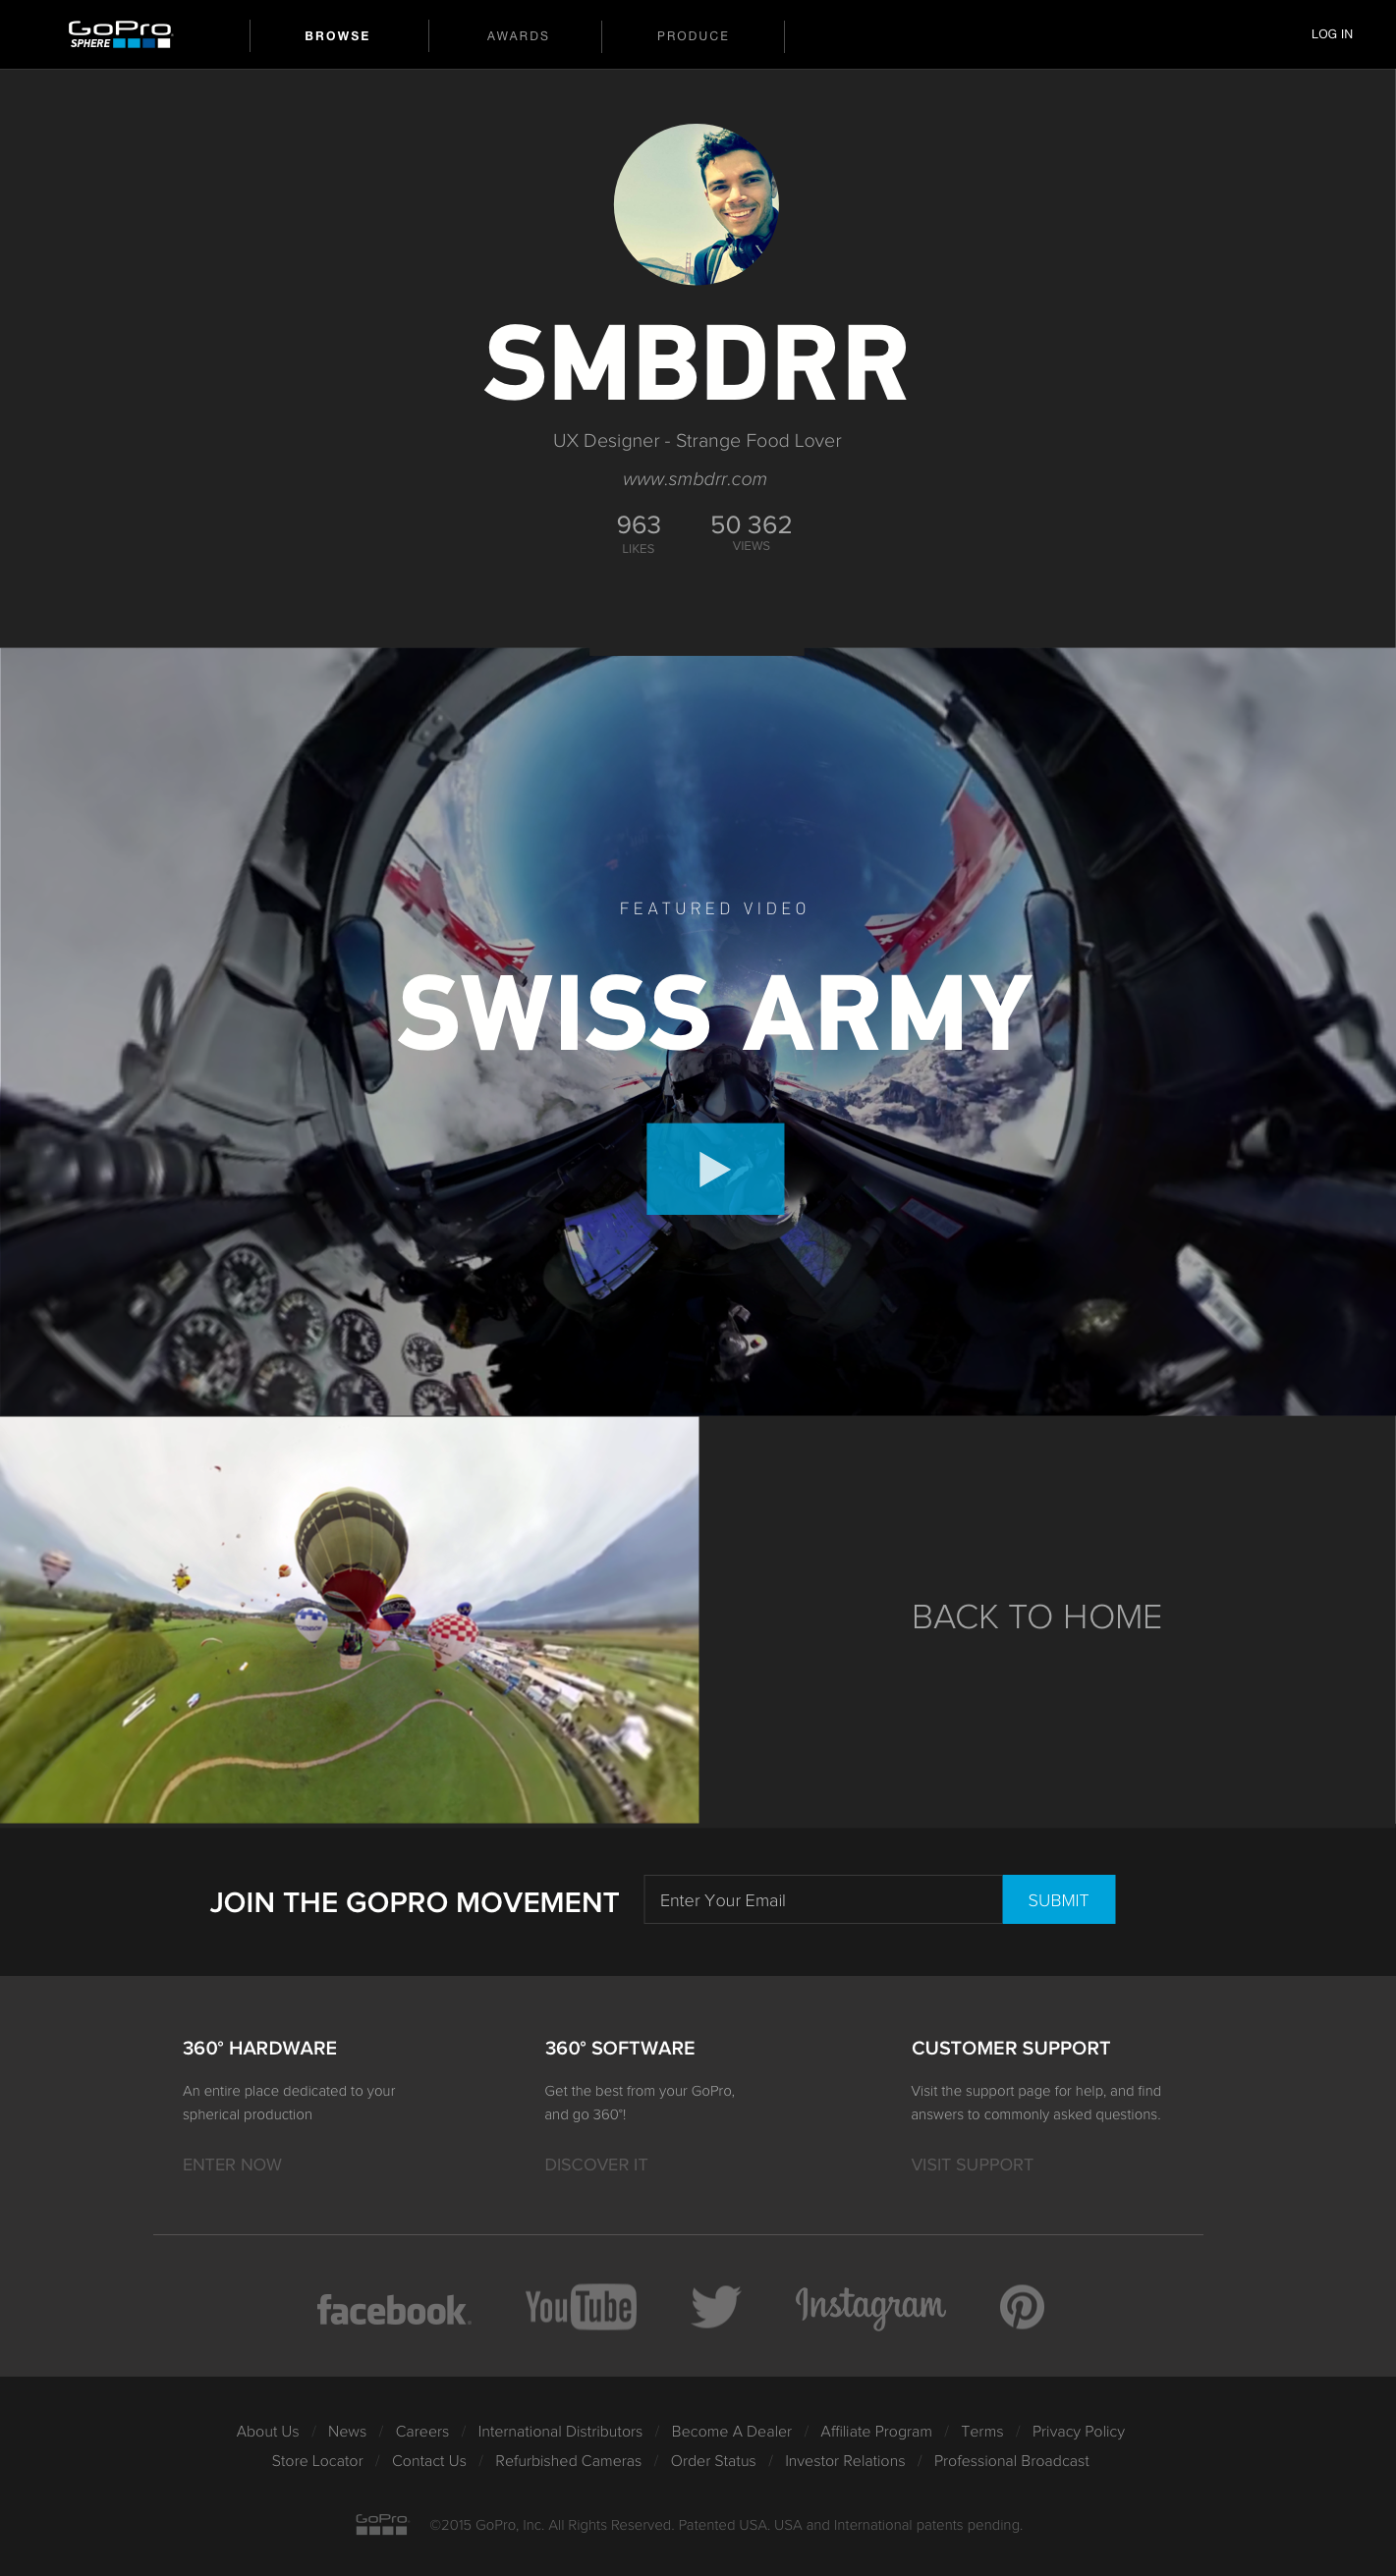 GoPro
SPHERE
BROWSE
AWARDS
PRODUCE
LOG IN
SMBDRR
UX Designer - Strange Food Lover
www.smbdrr.com
963
50 362
LIKES
VIEWS
FEATURED VIDEO
SWISS ARMY
BACK TO HOME
JOIN THE GOPRO MOVEMENT
Enter Your Email
SUBMIT
360° HARDWARE
An entire place dedicated to your
spherical production
ENTER NOW
360° SOFTWARE
Get the best from your GoPro,
and go 360°!
DISCOVER IT
CUSTOMER SUPPORT
Visit the support page for help, and find
answers to commonly asked questions.
VISIT SUPPORT
facebook
YouTube
Instagram
About Us / News / Careers / International Distributors / Become A Dealer / Affiliate Program / Terms / Privacy Policy
Store Locator / Contact Us / Refurbished Cameras / Order Status / Investor Relations / Professional Broadcast
GoPro
©2015 GoPro, Inc. All Rights Reserved. Patented USA. USA and International patents pending.